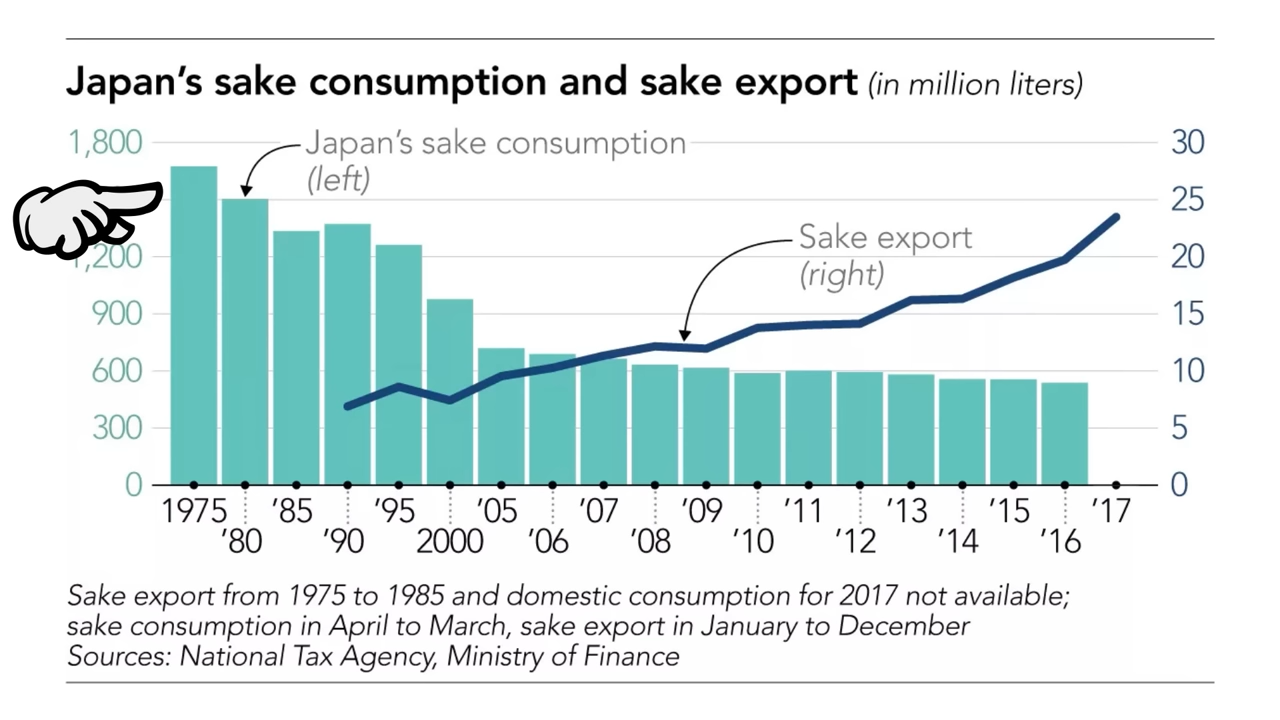 Japan's sake consumption and sake export (in million liters)
1,800
Japan's sake consumption
(left)
30
25
Sake export
(right)
,200
20
900
15
600
10
300
5
0
0
1975 '80 '85 '90 '95 2000 '05 '06 '07 '08 '09 '10 '11 '12 '13 '14 '15 '16 '17
Sake export from 1975 to 1985 and domestic consumption for 2017 not available;
sake consumption in April to March, sake export in January to December
Sources: National Tax Agency, Ministry of Finance